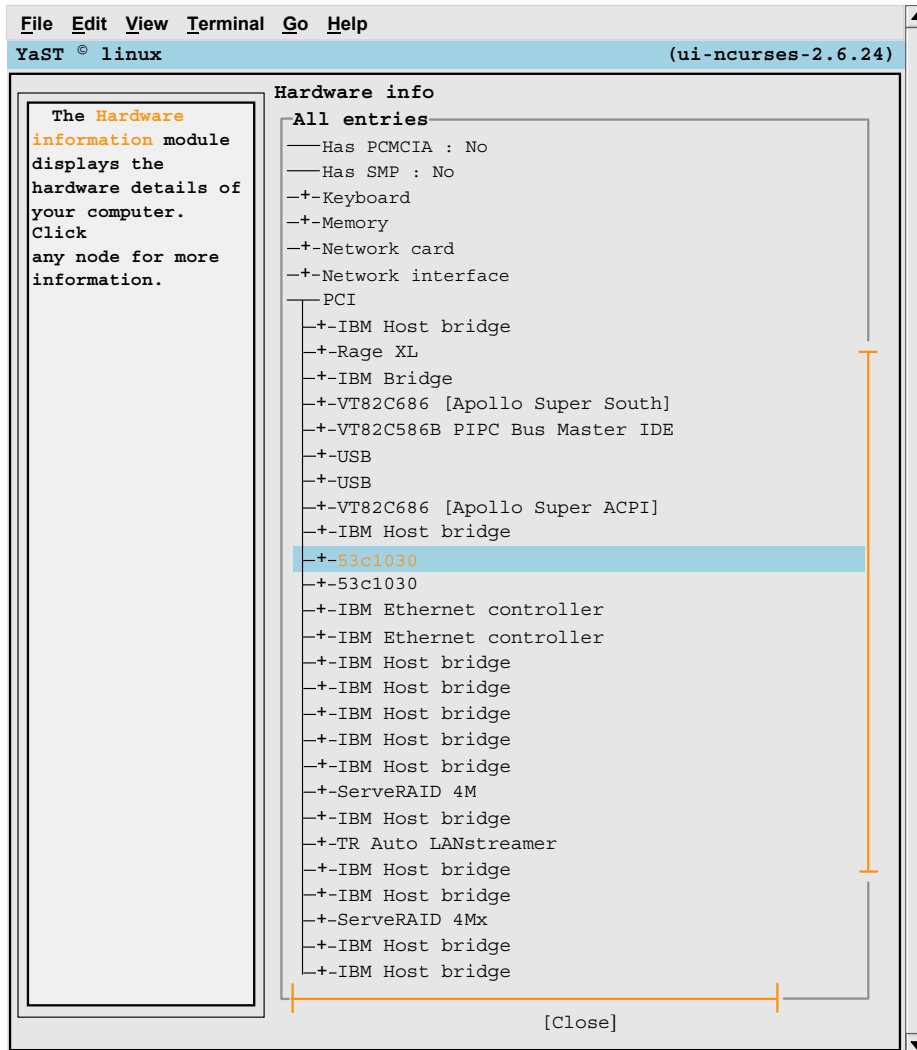 File Edit View Terminal Go Help
YaST © linux (ui-ncurses-2.6.24)
The Hardware
information module
displays the
hardware details of
your computer.
Click
any node for more
information.
Hardware info
All entries
Has PCMCIA : No
Has SMP : No
+-Keyboard
+-Memory
+-Network card
+-Network interface
PCI
+-IBM Host bridge
+-Rage XL
+-IBM Bridge
+-VT82C686 [Apollo Super South]
+-VT82C586B PIPC Bus Master IDE
+-USB
+-USB
+-VT82C686 [Apollo Super ACPI]
+-IBM Host bridge
+-53c1030
+-53c1030
+-IBM Ethernet controller
+-IBM Ethernet controller
+-IBM Host bridge
+-IBM Host bridge
+-IBM Host bridge
+-IBM Host bridge
+-IBM Host bridge
+-ServeRAID 4M
+-IBM Host bridge
+-TR Auto LANstreamer
+-IBM Host bridge
+-IBM Host bridge
+-ServeRAID 4Mx
+-IBM Host bridge
+-IBM Host bridge
[Close]